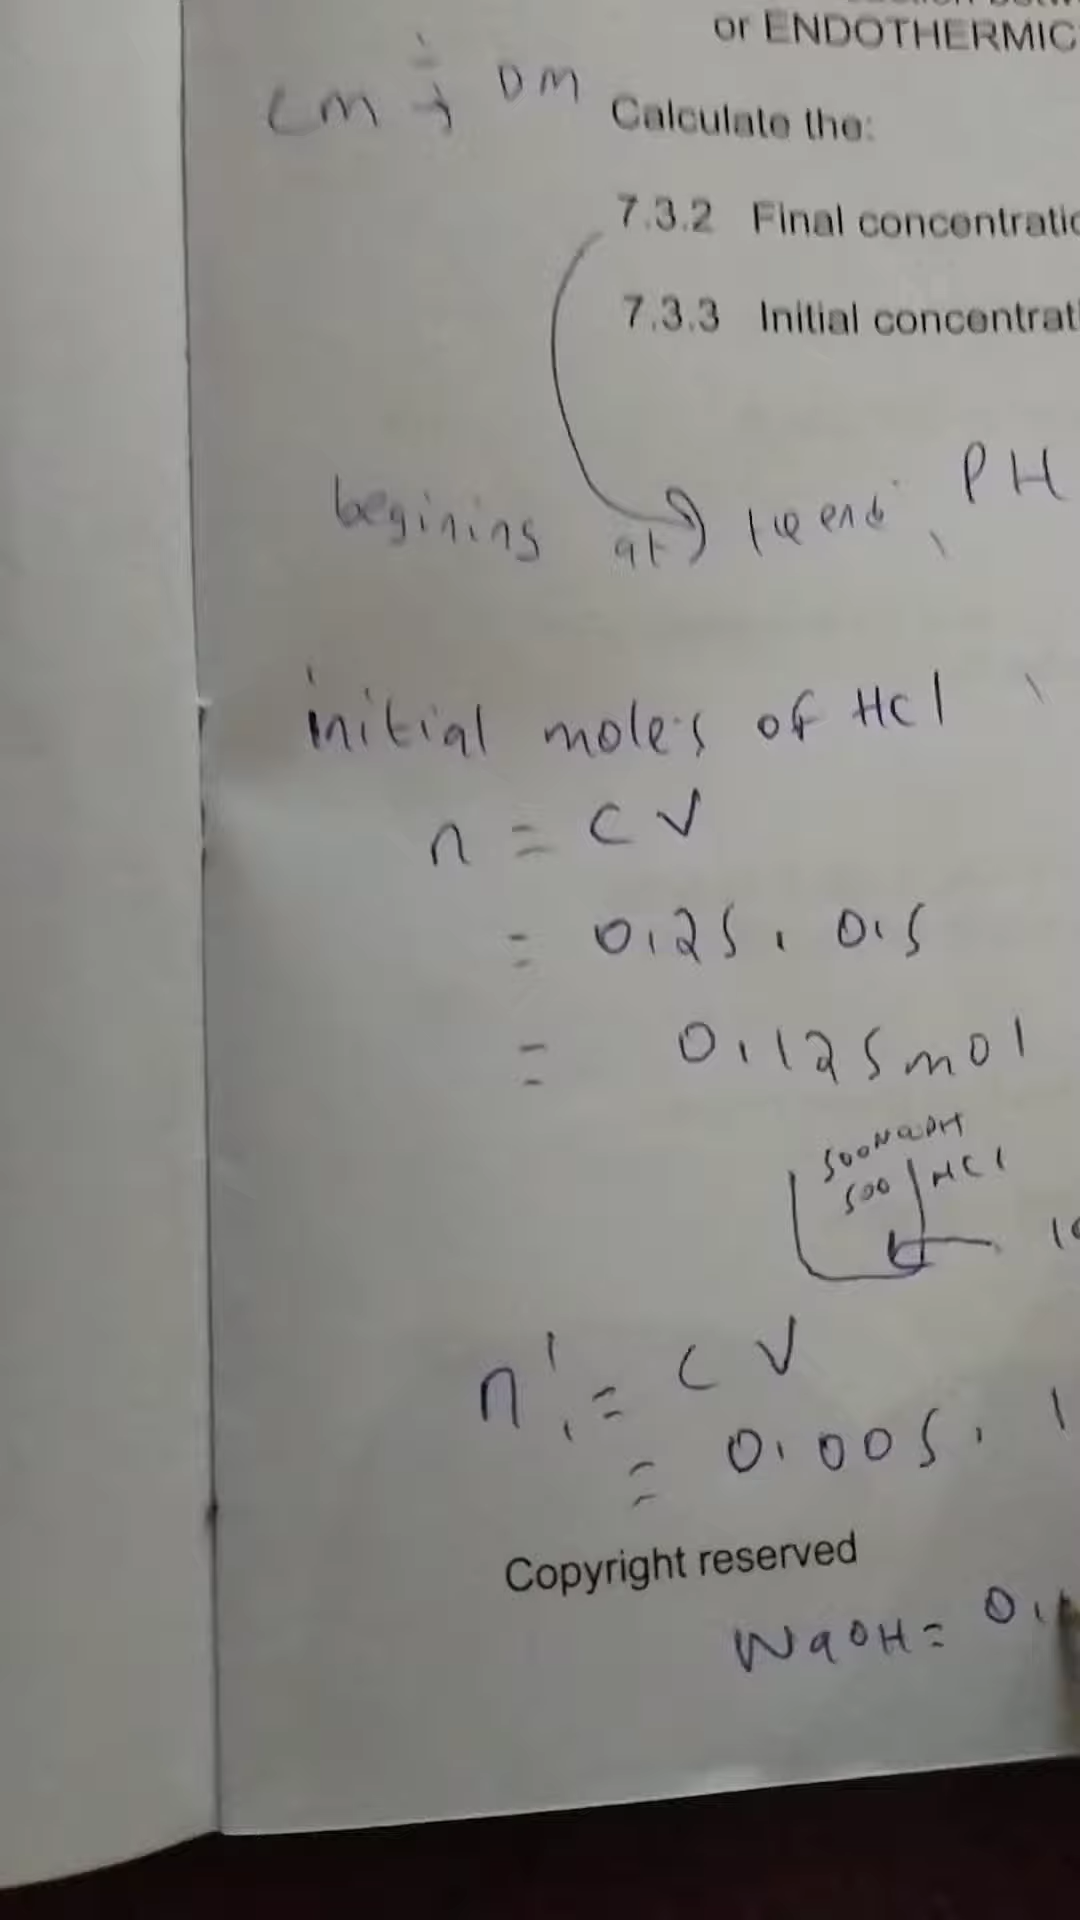 or ENDOTHERMIC
cm → DM
Calculate the:
7.3.2 Final concentratio
7.3.3 Initial concentrat
begining at the end PH
initial moles of HCl
n = CV
= 0,25 . 0,5
= 0,125 mol
500 NaOH
500 HCl
n = CV
= 0,005 . 1
Copyright reserved
NaOH = 0,